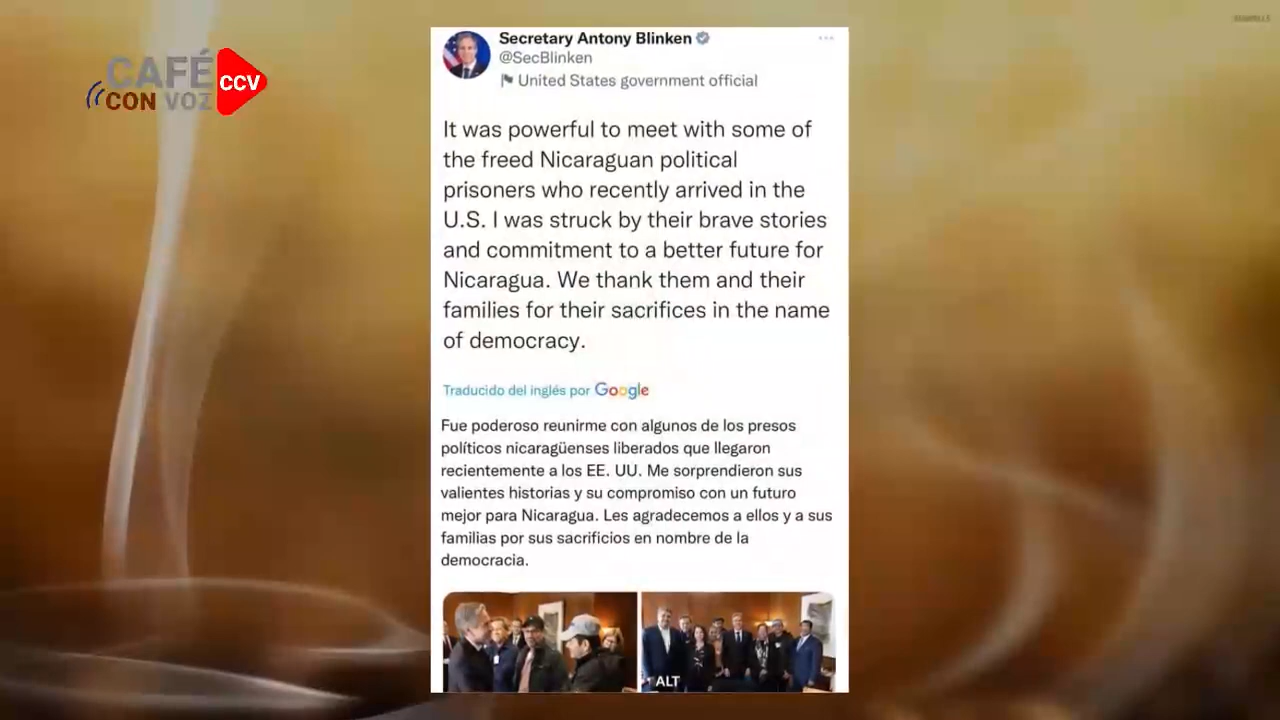 CAFÉ
CON VOZ
CCV
Secretary Antony Blinken
@SecBlinken
United States government official
It was powerful to meet with some of
the freed Nicaraguan political
prisoners who recently arrived in the
U.S. I was struck by their brave stories
and commitment to a better future for
Nicaragua. We thank them and their
families for their sacrifices in the name
of democracy.
Traducido del inglés por Google
Fue poderoso reunirme con algunos de los presos
políticos nicaragüenses liberados que llegaron
recientemente a los EE. UU. Me sorprendieron sus
valientes historias y su compromiso con un futuro
mejor para Nicaragua. Les agradecemos a ellos y a sus
familias por sus sacrificios en nombre de la
democracia.
ALT